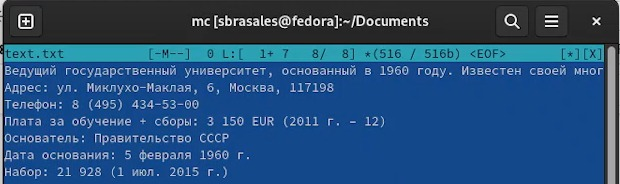 mc [sbrasales@fedora]:~/Documents
text.txt [-M--] 0 L:[ 1+ 7 8/ 8] *(516 / 516b) <EOF> [*][X]
Ведущий государственный университет, основанный в 1960 году. Известен своей мног
Адрес: ул. Миклухо-Маклая, 6, Москва, 117198
Телефон: 8 (495) 434-53-00
Плата за обучение + сборы: 3 150 EUR (2011 г. – 12)
Основатель: Правительство СССР
Дата основания: 5 февраля 1960 г.
Набор: 21 928 (1 июл. 2015 г.)